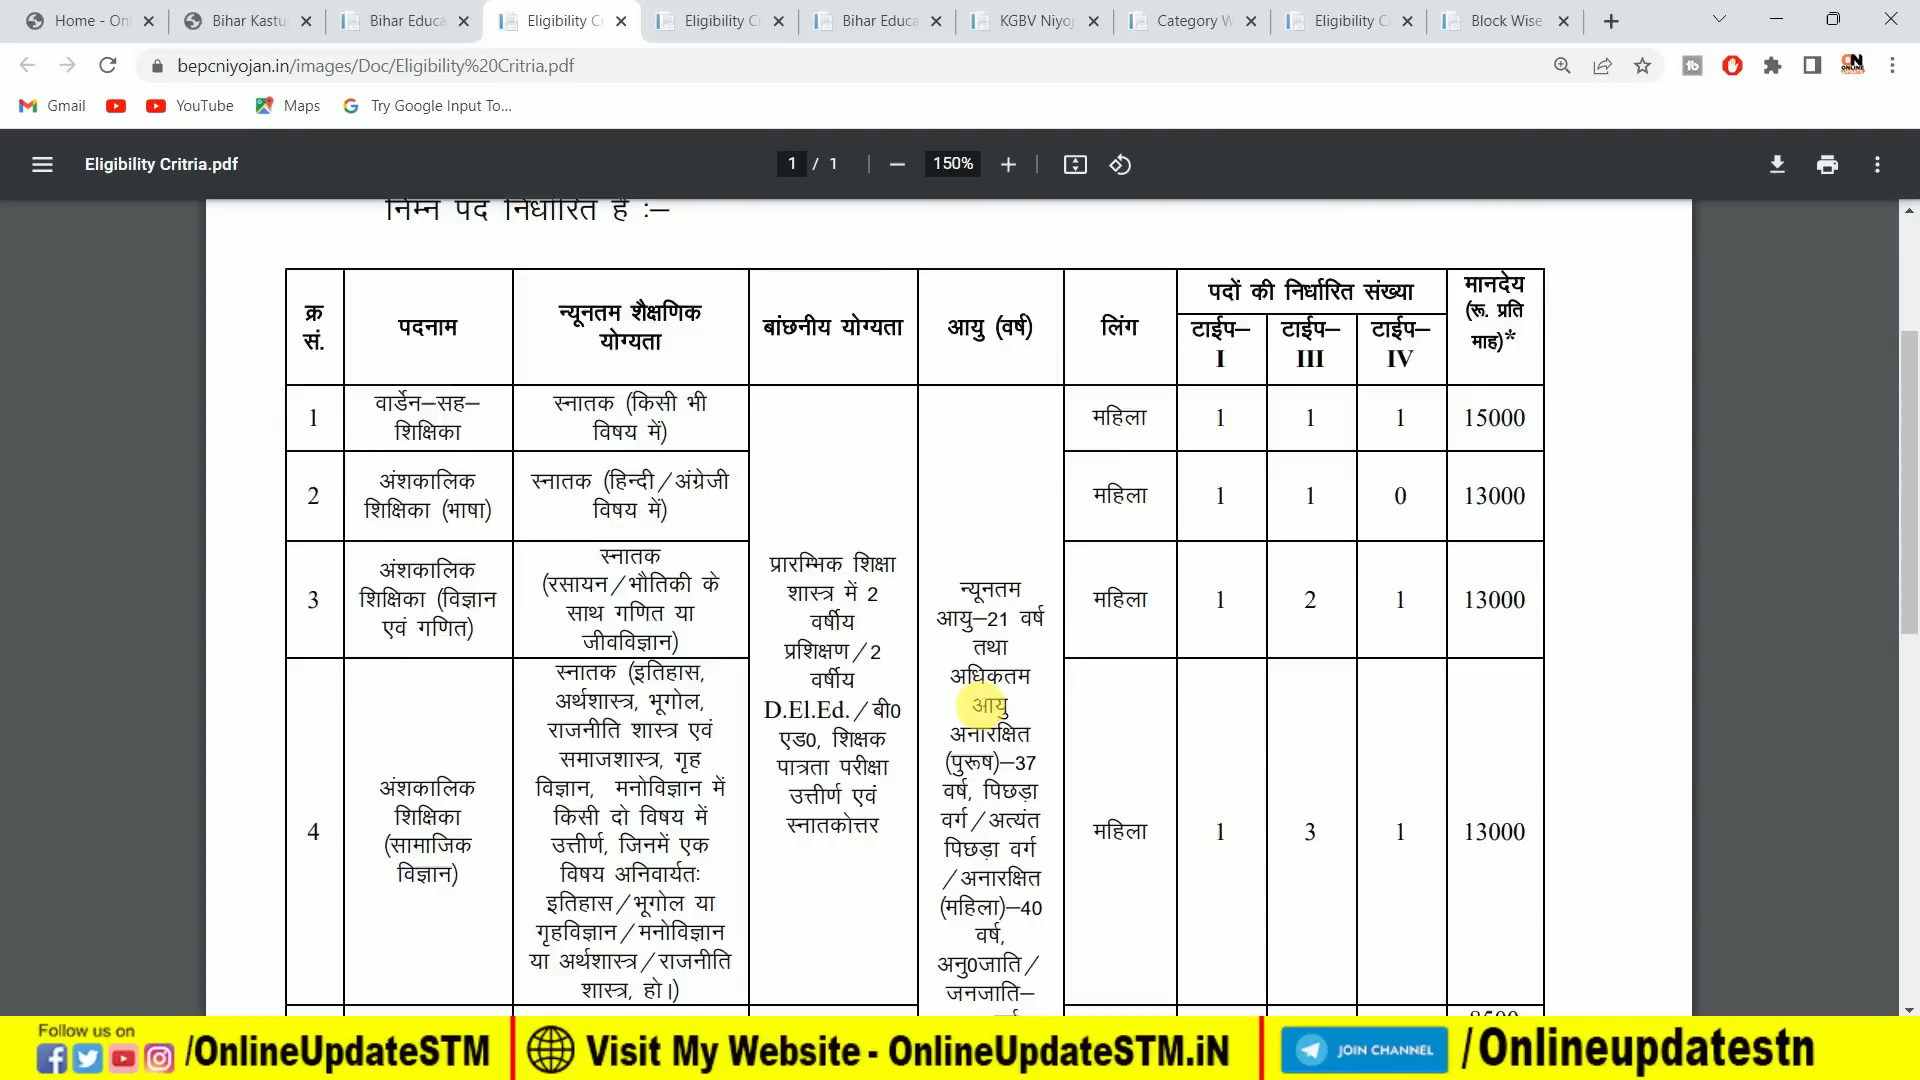 Home - Onl
Bihar Kastu
Bihar Educa
Eligibility Cr
Eligibility Cr
Bihar Educa
KGBV Niyoj
Category W
Eligibility Cr
Block Wise
bepcniyojan.in/images/Doc/Eligibility%20Critria.pdf
Gmail
YouTube
Maps
Try Google Input To...
Eligibility Critria.pdf
1 / 1
150%
निम्न पद निर्धारित हैं :–
क्र सं.
पदनाम
न्यूनतम शैक्षणिक
योग्यता
बांछनीय योग्यता
आयु (वर्ष)
लिंग
पदों की निर्धारित संख्या
टाईप–
I
टाईप–
III
टाईप–
IV
मानदेय
(रू. प्रति
माह)*
1
वार्डेन–सह–
शिक्षिका
स्नातक (किसी भी
विषय में)
महिला 1 1 1 15000
2
अंशकालिक
शिक्षिका (भाषा)
स्नातक (हिन्दी/अंग्रेजी
विषय में)
महिला 1 1 0 13000
3
अंशकालिक
शिक्षिका (विज्ञान
एवं गणित)
स्नातक
(रसायन/भौतिकी के
साथ गणित या
जीवविज्ञान)
महिला 1 2 1 13000
4
अंशकालिक
शिक्षिका
(सामाजिक
विज्ञान)
स्नातक (इतिहास,
अर्थशास्त्र, भूगोल,
राजनीति शास्त्र एवं
समाजशास्त्र, गृह
विज्ञान, मनोविज्ञान में
किसी दो विषय में
उत्तीर्ण, जिनमें एक
विषय अनिवार्यतः
इतिहास/भूगोल या
गृहविज्ञान/मनोविज्ञान
या अर्थशास्त्र/राजनीति
शास्त्र, हो।)
महिला 1 3 1 13000
प्रारम्भिक शिक्षा
शास्त्र में 2
वर्षीय
प्रशिक्षण/2
वर्षीय
D.El.Ed./बी0
एड0, शिक्षक
पात्रता परीक्षा
उत्तीर्ण एवं
स्नातकोत्तर
न्यूनतम
आयु–21 वर्ष
तथा
अधिकतम
आयु
अनारक्षित
(पुरूष)–37
वर्ष, पिछड़ा
वर्ग/अत्यंत
पिछड़ा वर्ग
/अनारक्षित
(महिला)–40
वर्ष,
अनु0जाति/
जनजाति–
Follow us on
/OnlineUpdateSTM
Visit My Website - OnlineUpdateSTM.iN
JOIN CHANNEL
/Onlineupdatestn